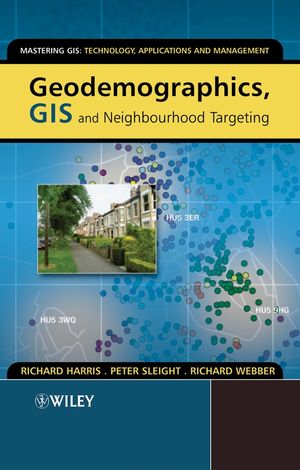 MASTERING GIS: TECHNOLOGY, APPLICATIONS AND MANAGEMENT
Geodemographics,
GIS and Neighbourhood Targeting
HU5 3ER
HU5 3WQ
HU5 9HG
RICHARD HARRIS . PETER SLEIGHT . RICHARD WEBBER
WILEY